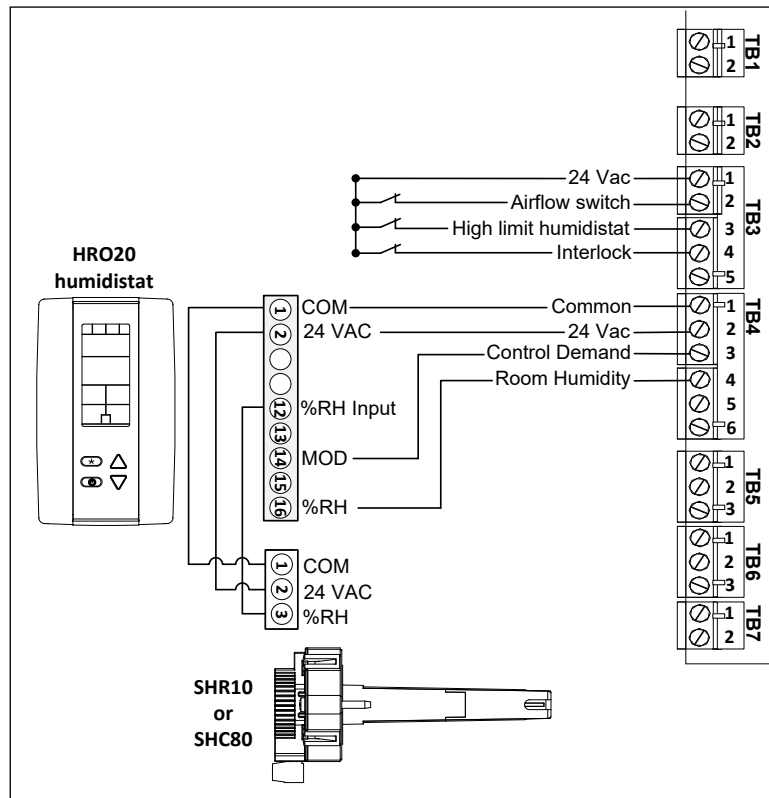 TB1
1
2
TB2
1
2
24 Vac
Airflow switch
High limit humidistat
Interlock
TB3
1
2
3
4
5
HRO20
humidistat
1 COM
2 24 VAC
12 %RH Input
13
14 MOD
15
16 %RH
Common
24 Vac
Control Demand
Room Humidity
TB4
1
2
3
4
5
6
TB5
1
2
3
1 COM
2 24 VAC
3 %RH
TB6
1
2
3
TB7
1
2
SHR10
or
SHC80